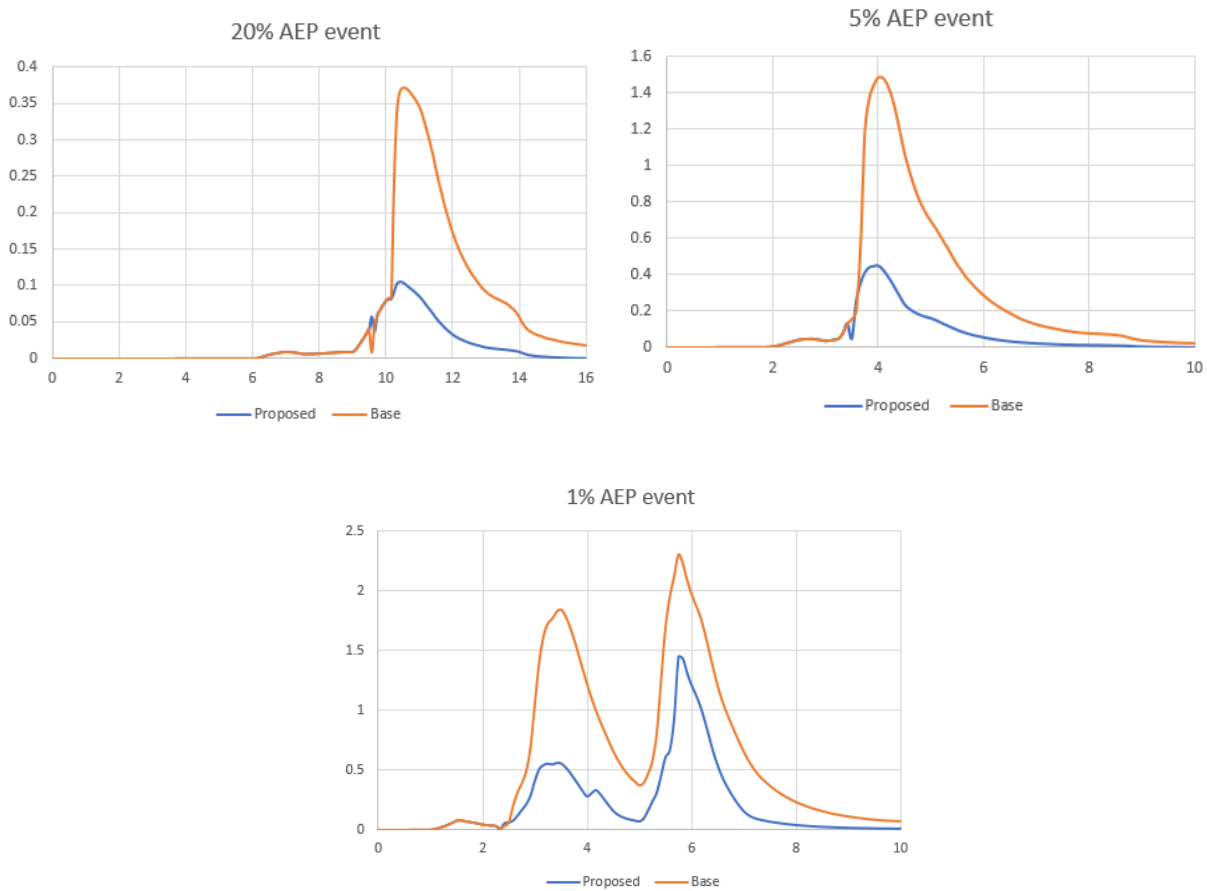 20% AEP event
0.4
0.35
0.3
0.25
0.2
0.15
0.1
0.05
0
0 2 4 6 8 10 12 14 16
Proposed Base
5% AEP event
1.6
1.4
1.2
1
0.8
0.6
0.4
0.2
0
0 2 4 6 8 10
Proposed Base
1% AEP event
2.5
2
1.5
1
0.5
0
0 2 4 6 8 10
Proposed Base